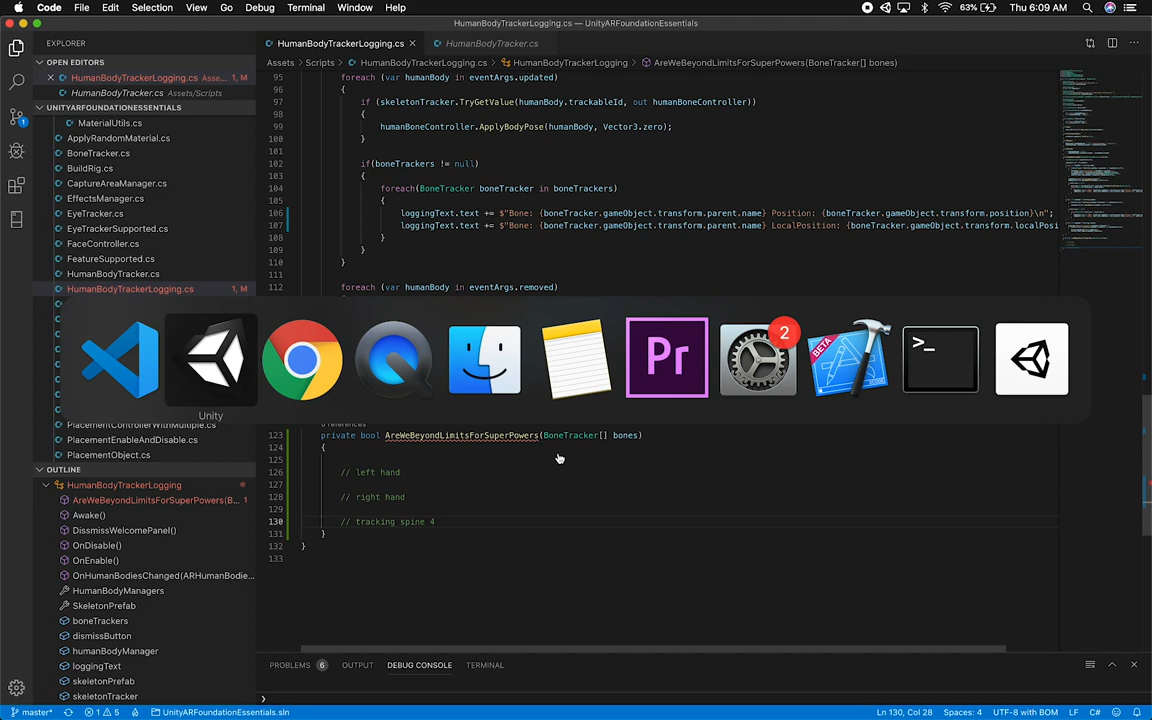 Code File Edit Selection View Go Debug Terminal Window Help 63% Thu 6:09 AM
HumanBodyTrackerLogging.cs — UnityARFoundationEssentials
EXPLORER
OPEN EDITORS
HumanBodyTrackerLogging.cs Asse... 1, M
HumanBodyTracker.cs Assets/Scripts
UNITYARFOUNDATIONESSENTIALS
MaterialUtils.cs
ApplyRandomMaterial.cs
BoneTracker.cs
BuildRig.cs
CaptureAreaManager.cs
EffectsManager.cs
EyeTracker.cs
EyeTrackerSupported.cs
FaceController.cs
FeatureSupported.cs
HumanBodyTracker.cs
HumanBodyTrackerLogging.cs 1, M
PlacementControllerWithMultiple.cs
PlacementEnableAndDisable.cs
PlacementObject.cs
OUTLINE
HumanBodyTrackerLogging
AreWeBeyondLimitsForSuperPowers(B... 1
Awake()
DissmissWelcomePanel()
OnDisable()
OnEnable()
OnHumanBodiesChanged(ARHumanBodie...
HumanBodyManagers
SkeletonPrefab
boneTrackers
dismissButton
humanBodyManager
loggingText
skeletonPrefab
skeletonTracker
HumanBodyTrackerLogging.cs
HumanBodyTracker.cs
Assets > Scripts > HumanBodyTrackerLogging.cs > HumanBodyTrackerLogging > AreWeBeyondLimitsForSuperPowers(BoneTracker[] bones)
95 foreach (var humanBody in eventArgs.updated)
96 {
97 if (skeletonTracker.TryGetValue(humanBody.trackableId, out humanBoneController))
98 {
99 humanBoneController.ApplyBodyPose(humanBody, Vector3.zero);
100 }
101
102 if(boneTrackers != null)
103 {
104 foreach(BoneTracker boneTracker in boneTrackers)
105 {
106 loggingText.text += $"Bone: {boneTracker.gameObject.transform.parent.name} Position: {boneTracker.gameObject.transform.position}\n";
107 loggingText.text += $"Bone: {boneTracker.gameObject.transform.parent.name} LocalPosition: {boneTracker.gameObject.transform.localPosi
108 }
109 }
110 }
111
112 foreach (var humanBody in eventArgs.removed)
2
BETA
Pr
>_
Unity
0 references
123 private bool AreWeBeyondLimitsForSuperPowers(BoneTracker[] bones)
124 {
125
126 // left hand
127
128 // right hand
129
130 // tracking spine 4
131 }
132 }
133
PROBLEMS 6 OUTPUT DEBUG CONSOLE TERMINAL
master* 1 5 UnityARFoundationEssentials.sln Ln 130, Col 28 Spaces: 4 UTF-8 with BOM LF C#